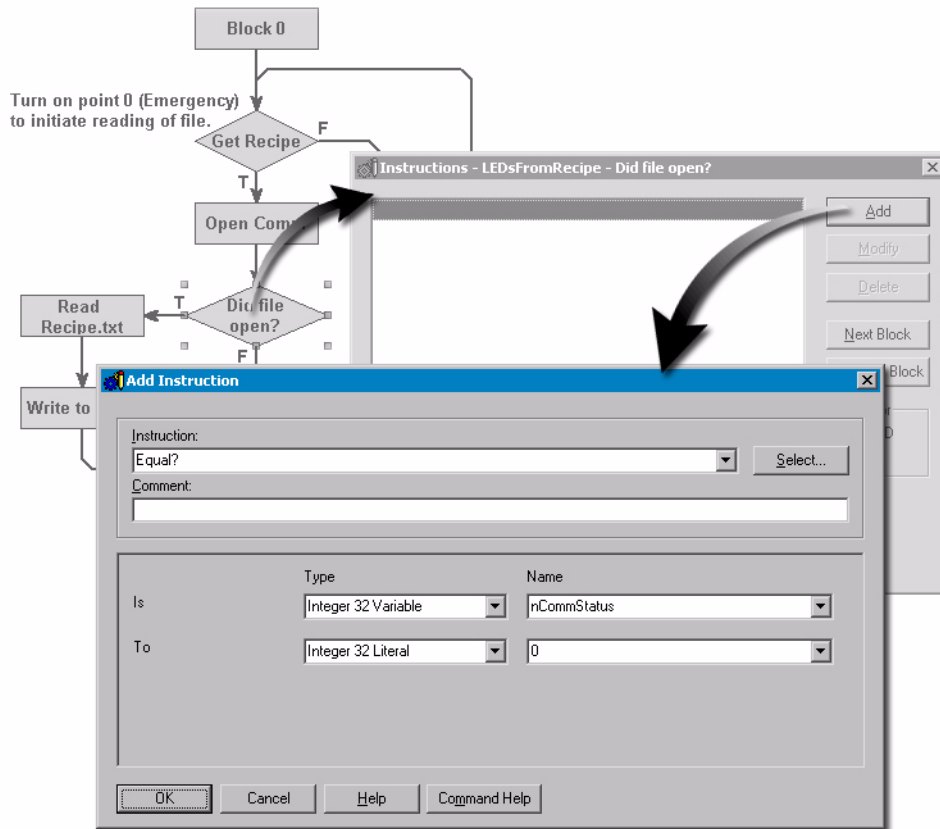 Block 0
Turn on point 0 (Emergency)
to initiate reading of file.
Get Recipe
F
T
Open Comm
Did file
open?
T
F
Read
Recipe.txt
Write to
Instructions - LEDsFromRecipe - Did file open?
Add
Modify
Delete
Next Block
Block
Add Instruction
Instruction:
Equal?
Select...
Comment:
Type
Name
Is
Integer 32 Variable
nCommStatus
To
Integer 32 Literal
0
OK
Cancel
Help
Command Help